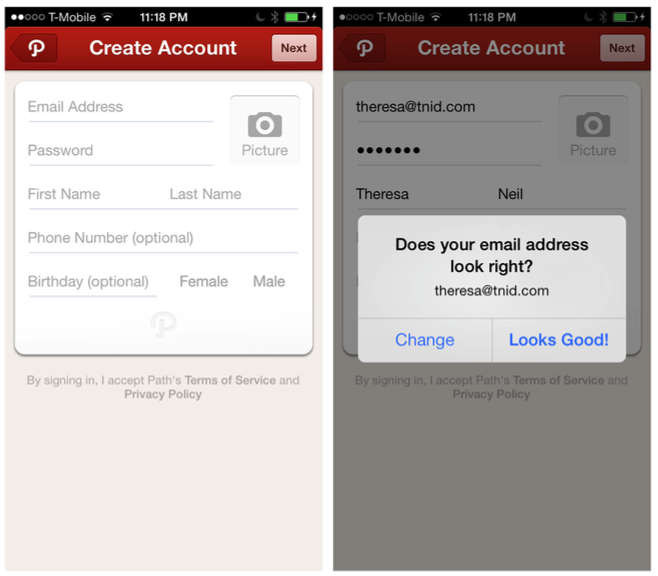 T-Mobile 11:18 PM
Create Account Next
Email Address
Password
Picture
First Name Last Name
Phone Number (optional)
Birthday (optional) Female Male
By signing in, I accept Path's Terms of Service and
Privacy Policy
T-Mobile 11:18 PM
Create Account Next
theresa@tnid.com
•••••••
Picture
Theresa Neil
Does your email address
look right?
theresa@tnid.com
Change Looks Good!
By signing in, I accept Path's Terms of Service and
Privacy Policy